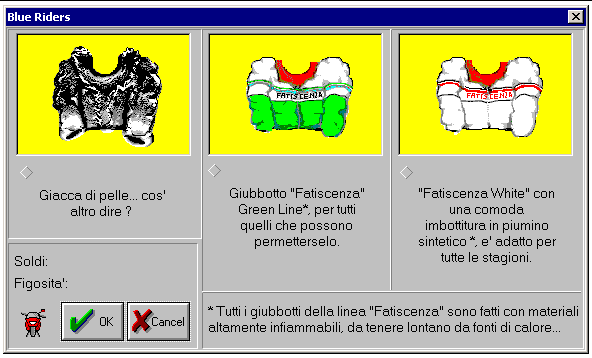 Blue Riders
FATISCENZA
FATISCENZA
Giacca di pelle... cos'
altro dire ?
Giubbotto "Fatiscenza"
Green Line*, per tutti
quelli che possono
permetterselo.
"Fatiscenza White" con
una comoda
imbottitura in piumino
sintetico *, e' adatto per
tutte le stagioni.
Soldi:
Figosita':
OK
Cancel
* Tutti i giubbotti della linea "Fatiscenza" sono fatti con materiali
altamente infiammabili, da tenere lontano da fonti di calore...